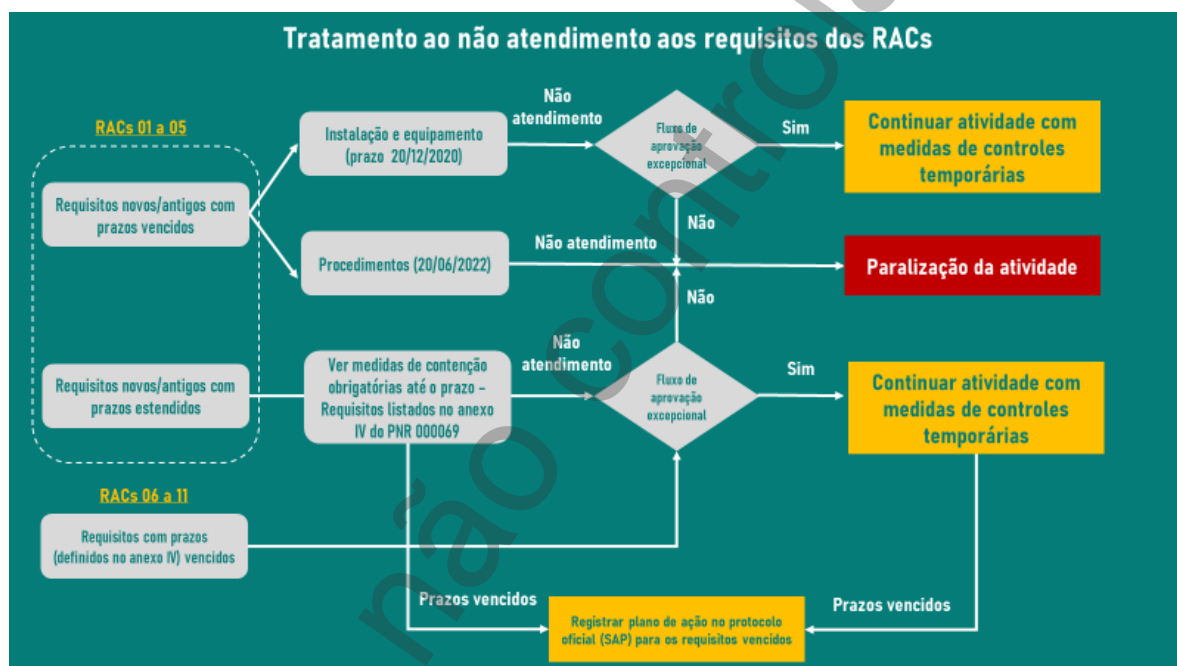 Tratamento ao não atendimento aos requisitos dos RACs
RACs 01 a 05
Requisitos novos/antigos com
prazos vencidos
Instalação e equipamento
(prazo 20/12/2020)
Não
atendimento
Fluxo de
aprovação
excepcional
Sim
Continuar atividade com
medidas de controles
temporárias
Não
Procedimentos (20/06/2022)
Não atendimento
Paralização da atividade
Não
Requisitos novos/antigos com
prazos estendidos
Ver medidas de contenção
obrigatórias até o prazo –
Requisitos listados no anexo
IV do PNR 000069
Não
atendimento
Fluxo de
aprovação
excepcional
Sim
Continuar atividade com
medidas de controles
temporárias
RACs 06 a 11
Requisitos com prazos
(definidos no anexo IV) vencidos
Prazos vencidos
Registrar plano de ação no protocolo
oficial (SAP) para os requisitos vencidos
Prazos vencidos
não control